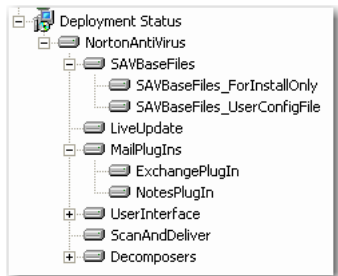 Deployment Status
NortonAntiVirus
SAVBaseFiles
SAVBaseFiles_ForInstallOnly
SAVBaseFiles_UserConfigFile
LiveUpdate
MailPlugIns
ExchangePlugIn
NotesPlugIn
UserInterface
ScanAndDeliver
Decomposers